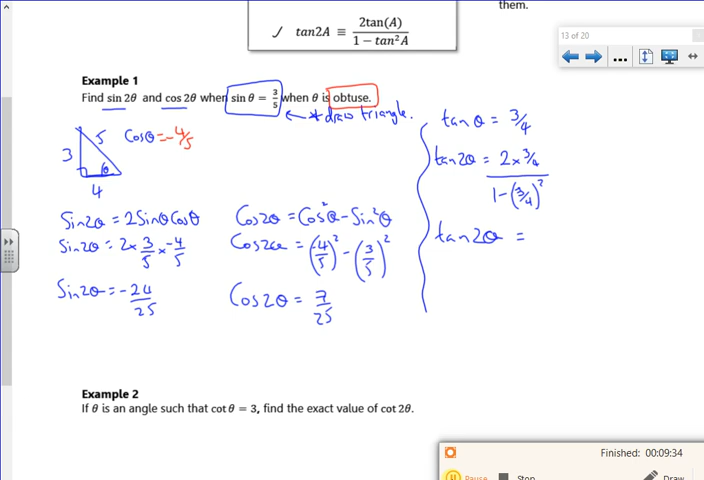 them.
∫ tan2A ≡ 2tan(A) / 1 − tan²A
13 of 20
...
Example 1
Find sin 2θ and cos 2θ when sin θ = 3/5 when θ is obtuse.
* draw triangle.
3 5 θ 4
Cosθ = -4/5
Sin2θ = 2SinθCosθ
Sin2θ = 2 × 3/5 × -4/5
Sin2θ = -24/25
Cos2θ = Cos²θ - Sin²θ
Cos2θ = (-4/5)² - (3/5)²
Cos2θ = 7/25
tanθ = 3/4
tan2θ = 2 × 3/4 / 1 - (3/4)²
tan2θ =
Example 2
If θ is an angle such that cot θ = 3, find the exact value of cot 2θ.
Finished: 00:09:34
Pause Stop Draw